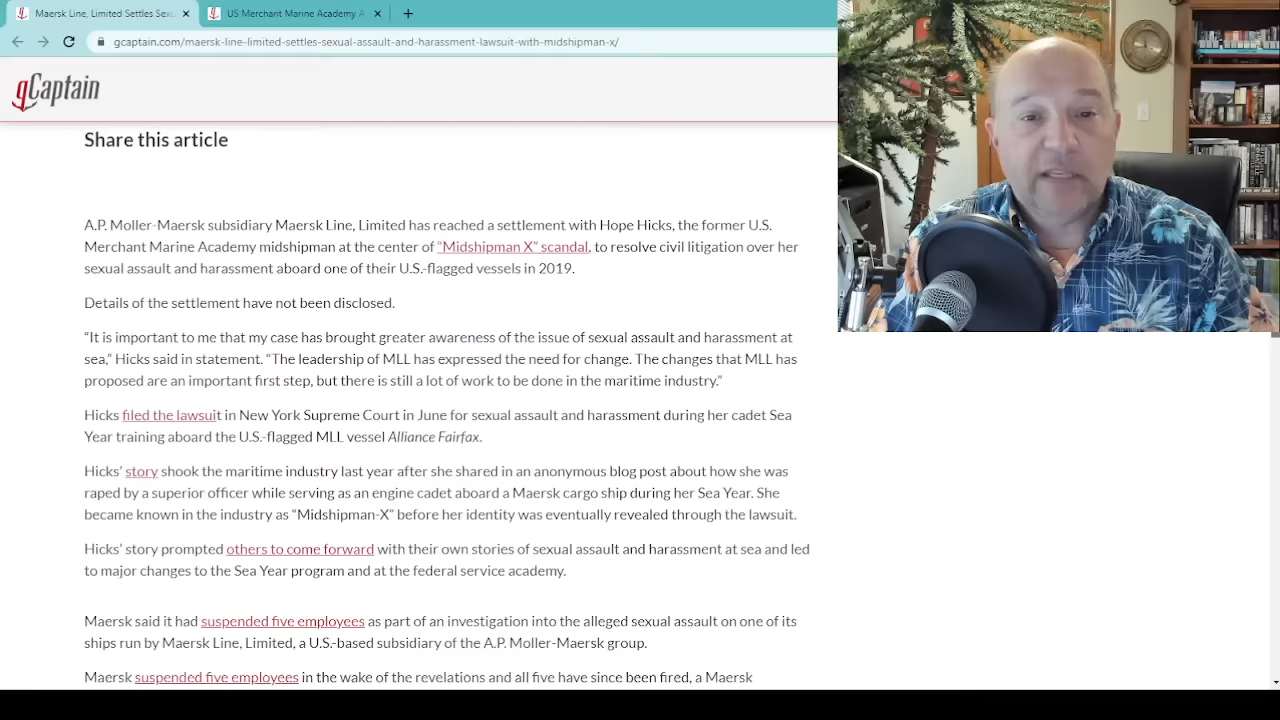 Maersk Line, Limited Settles Sexu
US Merchant Marine Academy A
gcaptain.com/maersk-line-limited-settles-sexual-assault-and-harassment-lawsuit-with-midshipman-x/
gCaptain
Share this article
A.P. Moller-Maersk subsidiary Maersk Line, Limited has reached a settlement with Hope Hicks, the former U.S.
Merchant Marine Academy midshipman at the center of “Midshipman X” scandal, to resolve civil litigation over her
sexual assault and harassment aboard one of their U.S.-flagged vessels in 2019.
Details of the settlement have not been disclosed.
“It is important to me that my case has brought greater awareness of the issue of sexual assault and harassment at
sea,” Hicks said in statement. “The leadership of MLL has expressed the need for change. The changes that MLL has
proposed are an important first step, but there is still a lot of work to be done in the maritime industry.”
Hicks filed the lawsuit in New York Supreme Court in June for sexual assault and harassment during her cadet Sea
Year training aboard the U.S.-flagged MLL vessel Alliance Fairfax.
Hicks’ story shook the maritime industry last year after she shared in an anonymous blog post about how she was
raped by a superior officer while serving as an engine cadet aboard a Maersk cargo ship during her Sea Year. She
became known in the industry as “Midshipman-X” before her identity was eventually revealed through the lawsuit.
Hicks’ story prompted others to come forward with their own stories of sexual assault and harassment at sea and led
to major changes to the Sea Year program and at the federal service academy.
Maersk said it had suspended five employees as part of an investigation into the alleged sexual assault on one of its
ships run by Maersk Line, Limited, a U.S.-based subsidiary of the A.P. Moller-Maersk group.
Maersk suspended five employees in the wake of the revelations and all five have since been fired, a Maersk